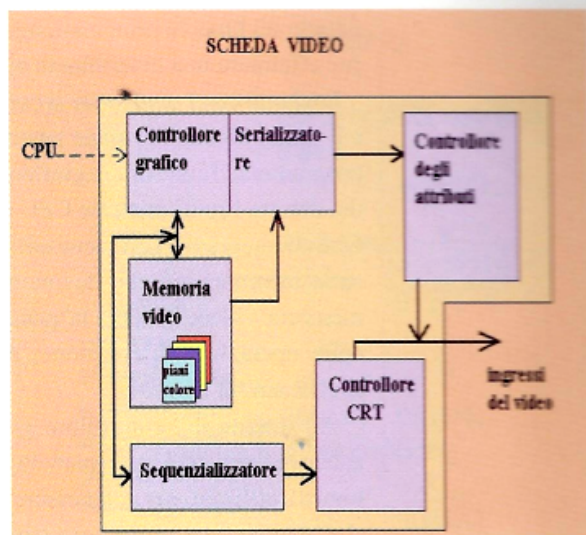 SCHEDA VIDEO
CPU
Controllore
grafico
Serializzato-
re
Controllore
degli
attributi
Memoria
video
piani
colore
Controllore
CRT
ingressi
del video
Sequenzializzatore